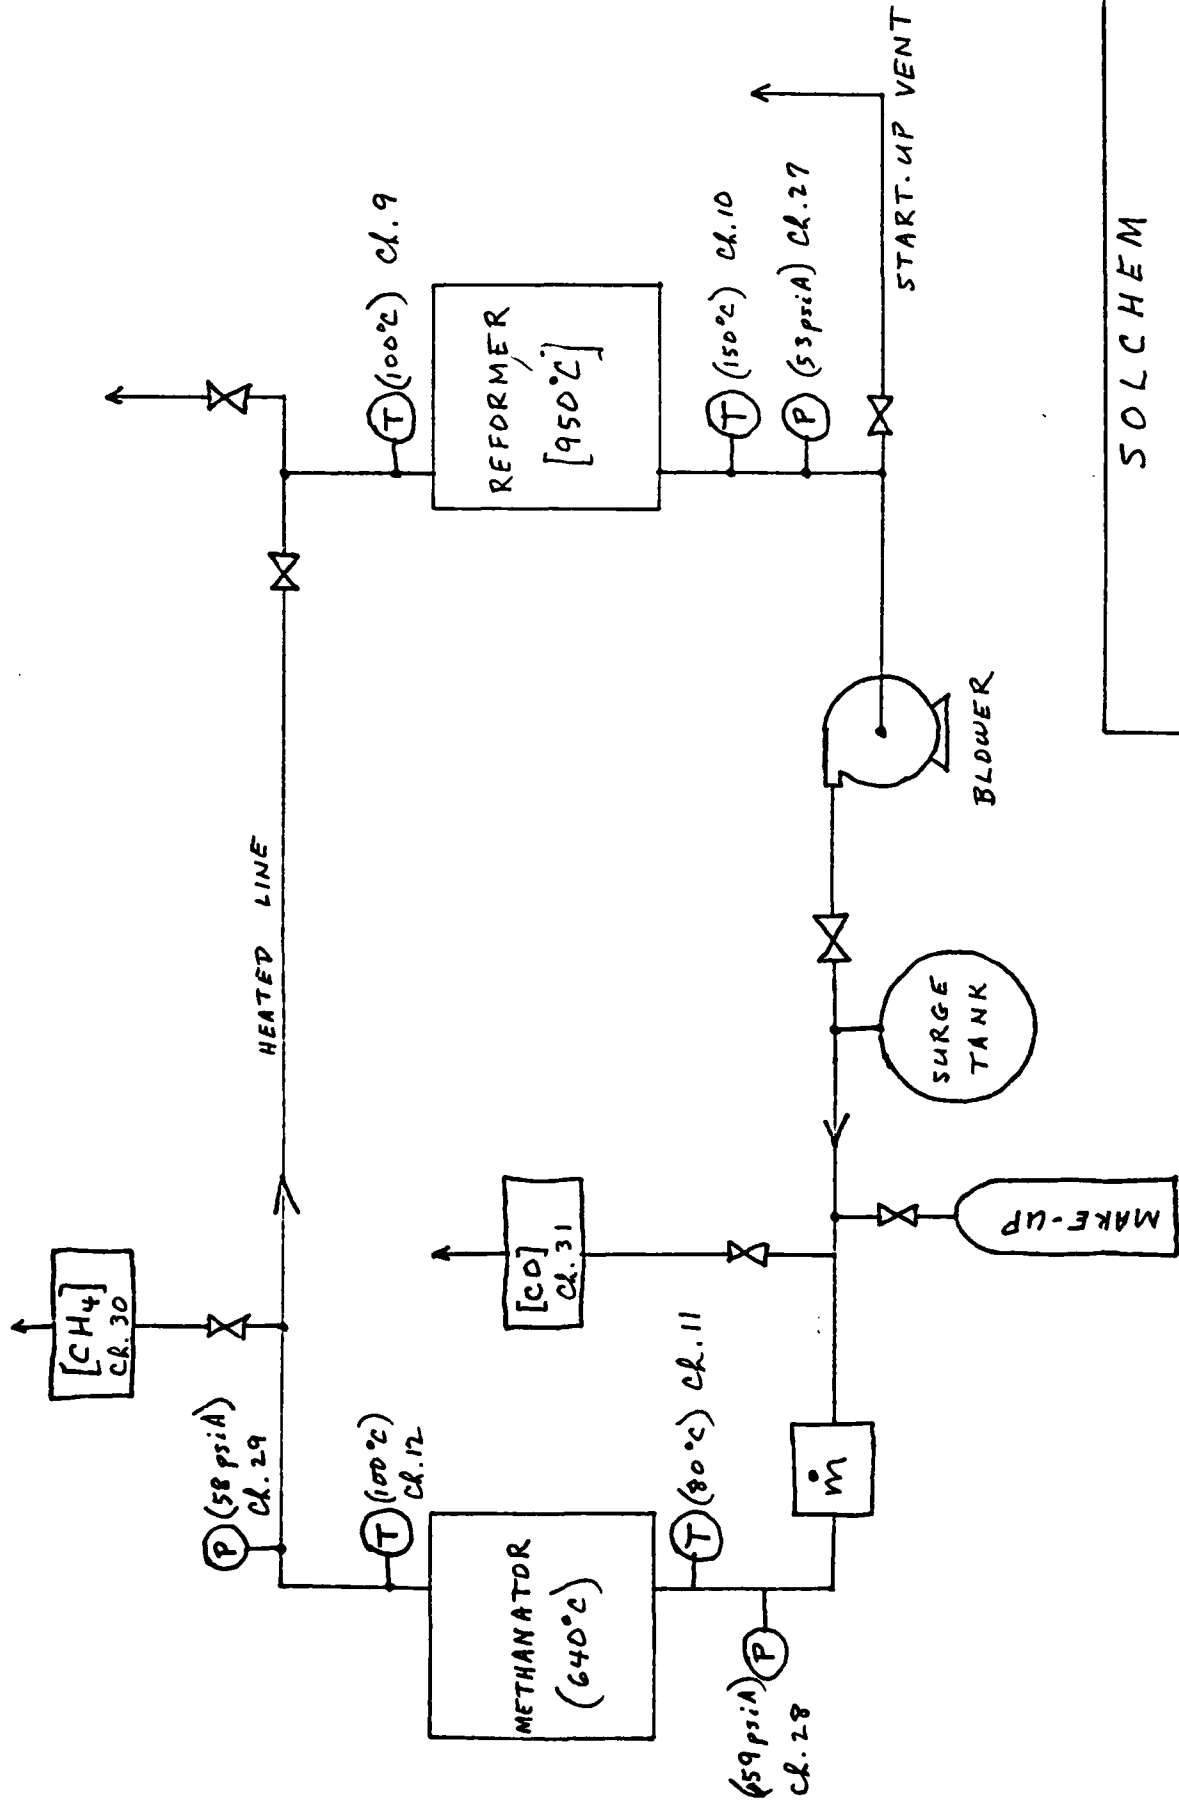 [CH4]
Ch. 30
P (58 psiA)
Ch. 29
HEATED LINE
T (100°C)
Ch. 12
T (100°C) Ch. 9
METHANATOR
(640°C)
REFORMER
[950°C]
[CO]
Ch. 31
T (80°C) Ch. 11
T (150°C) Ch. 10
P (59 psiA)
Ch. 28
P (53 psiA) Ch. 27
ṁ
START-UP VENT
SURGE
TANK
BLOWER
MAKE-UP
SOLCHEM